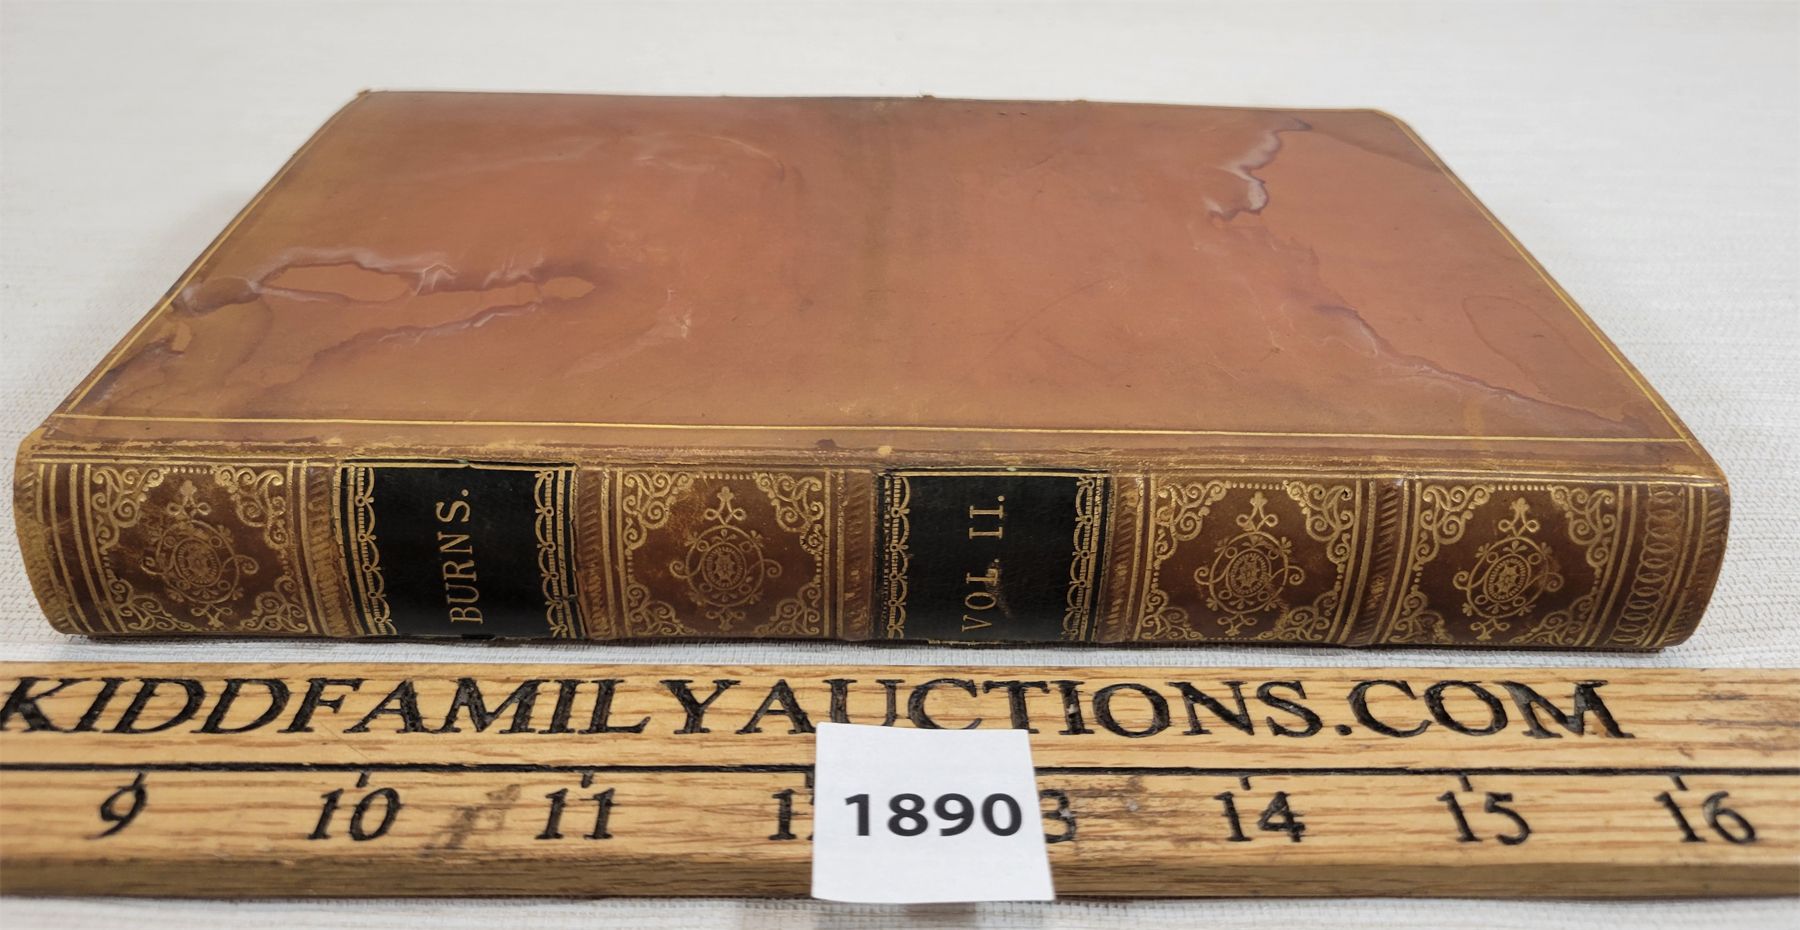 BURNS.
VOL. II.
KIDDFAMILYAUCTIONS.COM
9 10 11 14 15 16
1890